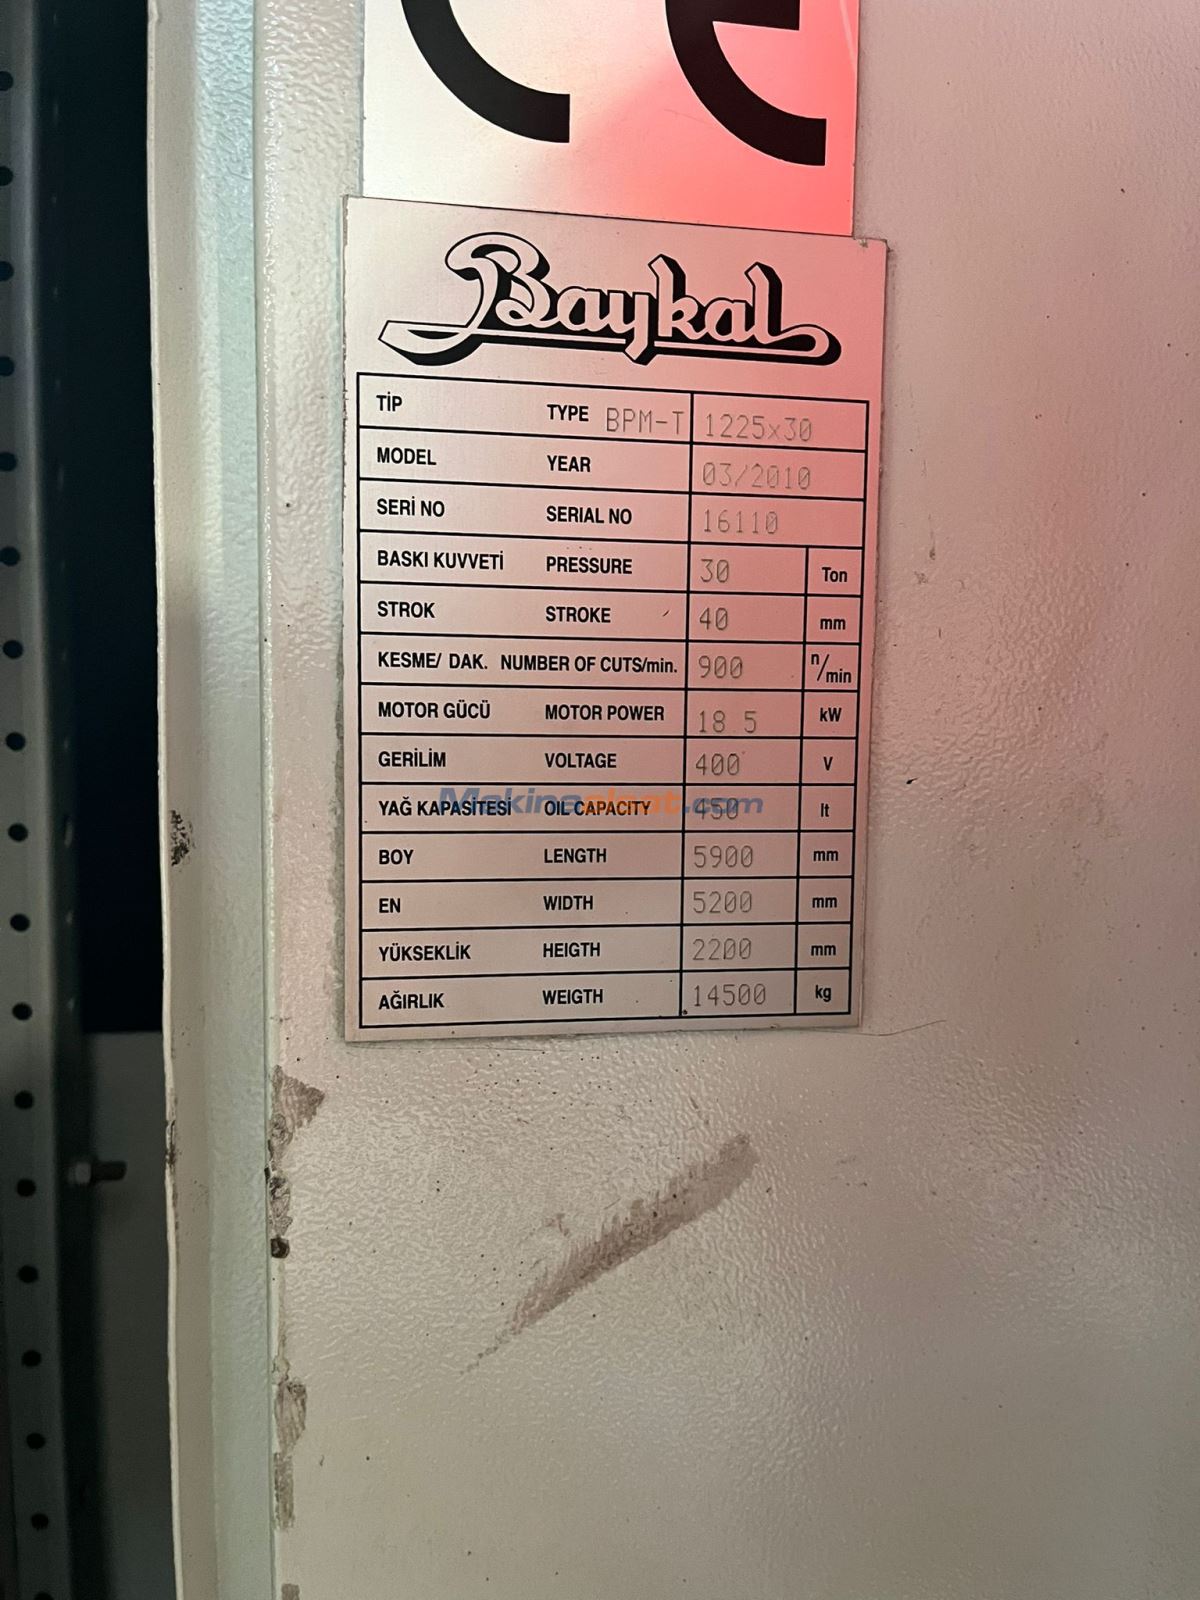 CE
Baykal
TİP TYPE BPM-T 1225x30
MODEL YEAR 03/2010
SERİ NO SERIAL NO 16110
BASKI KUVVETİ PRESSURE 30 Ton
STROK STROKE 40 mm
KESME/ DAK. NUMBER OF CUTS/min. 900 n/min
MOTOR GÜCÜ MOTOR POWER 18 5 kW
GERİLİM VOLTAGE 400 V
YAĞ KAPASİTESİ OIL CAPACITY 450 lt
Makinaplaat.com
BOY LENGTH 5900 mm
EN WIDTH 5200 mm
YÜKSEKLİK HEIGTH 2200 mm
AĞIRLIK WEIGTH 14500 kg